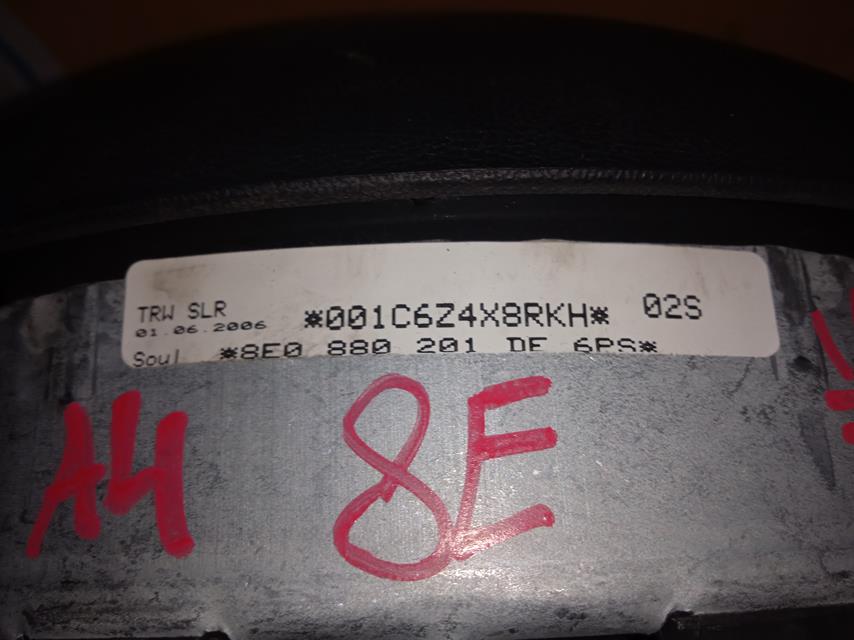 TRW SLR *001C6Z4X8RKH* 02S
01.06.2006
Soul *8E0 880 201 DE 6PS*
A4 8E